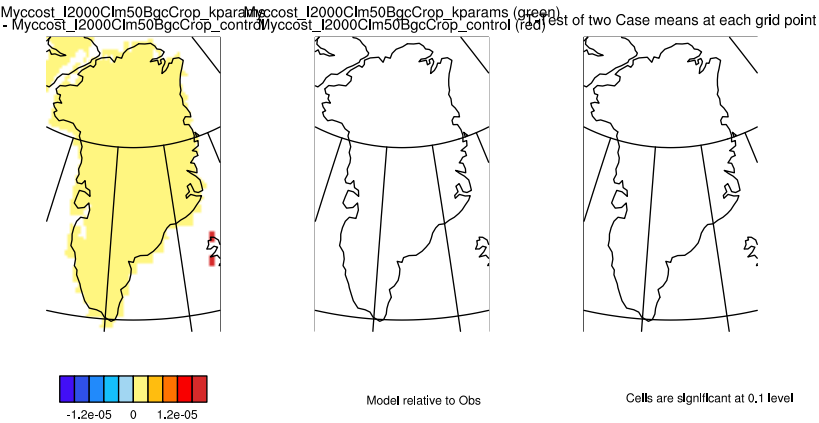 Myccost_I2000Clm50BgcCrop_kparams
- Myccost_I2000Clm50BgcCrop_control
Myccost_I2000Clm50BgcCrop_kparams (green)
Myccost_I2000Clm50BgcCrop_control (red)
T-Test of two Case means at each grid point
-1.2e-05 0 1.2e-05
Model relative to Obs
Cells are significant at 0.1 level